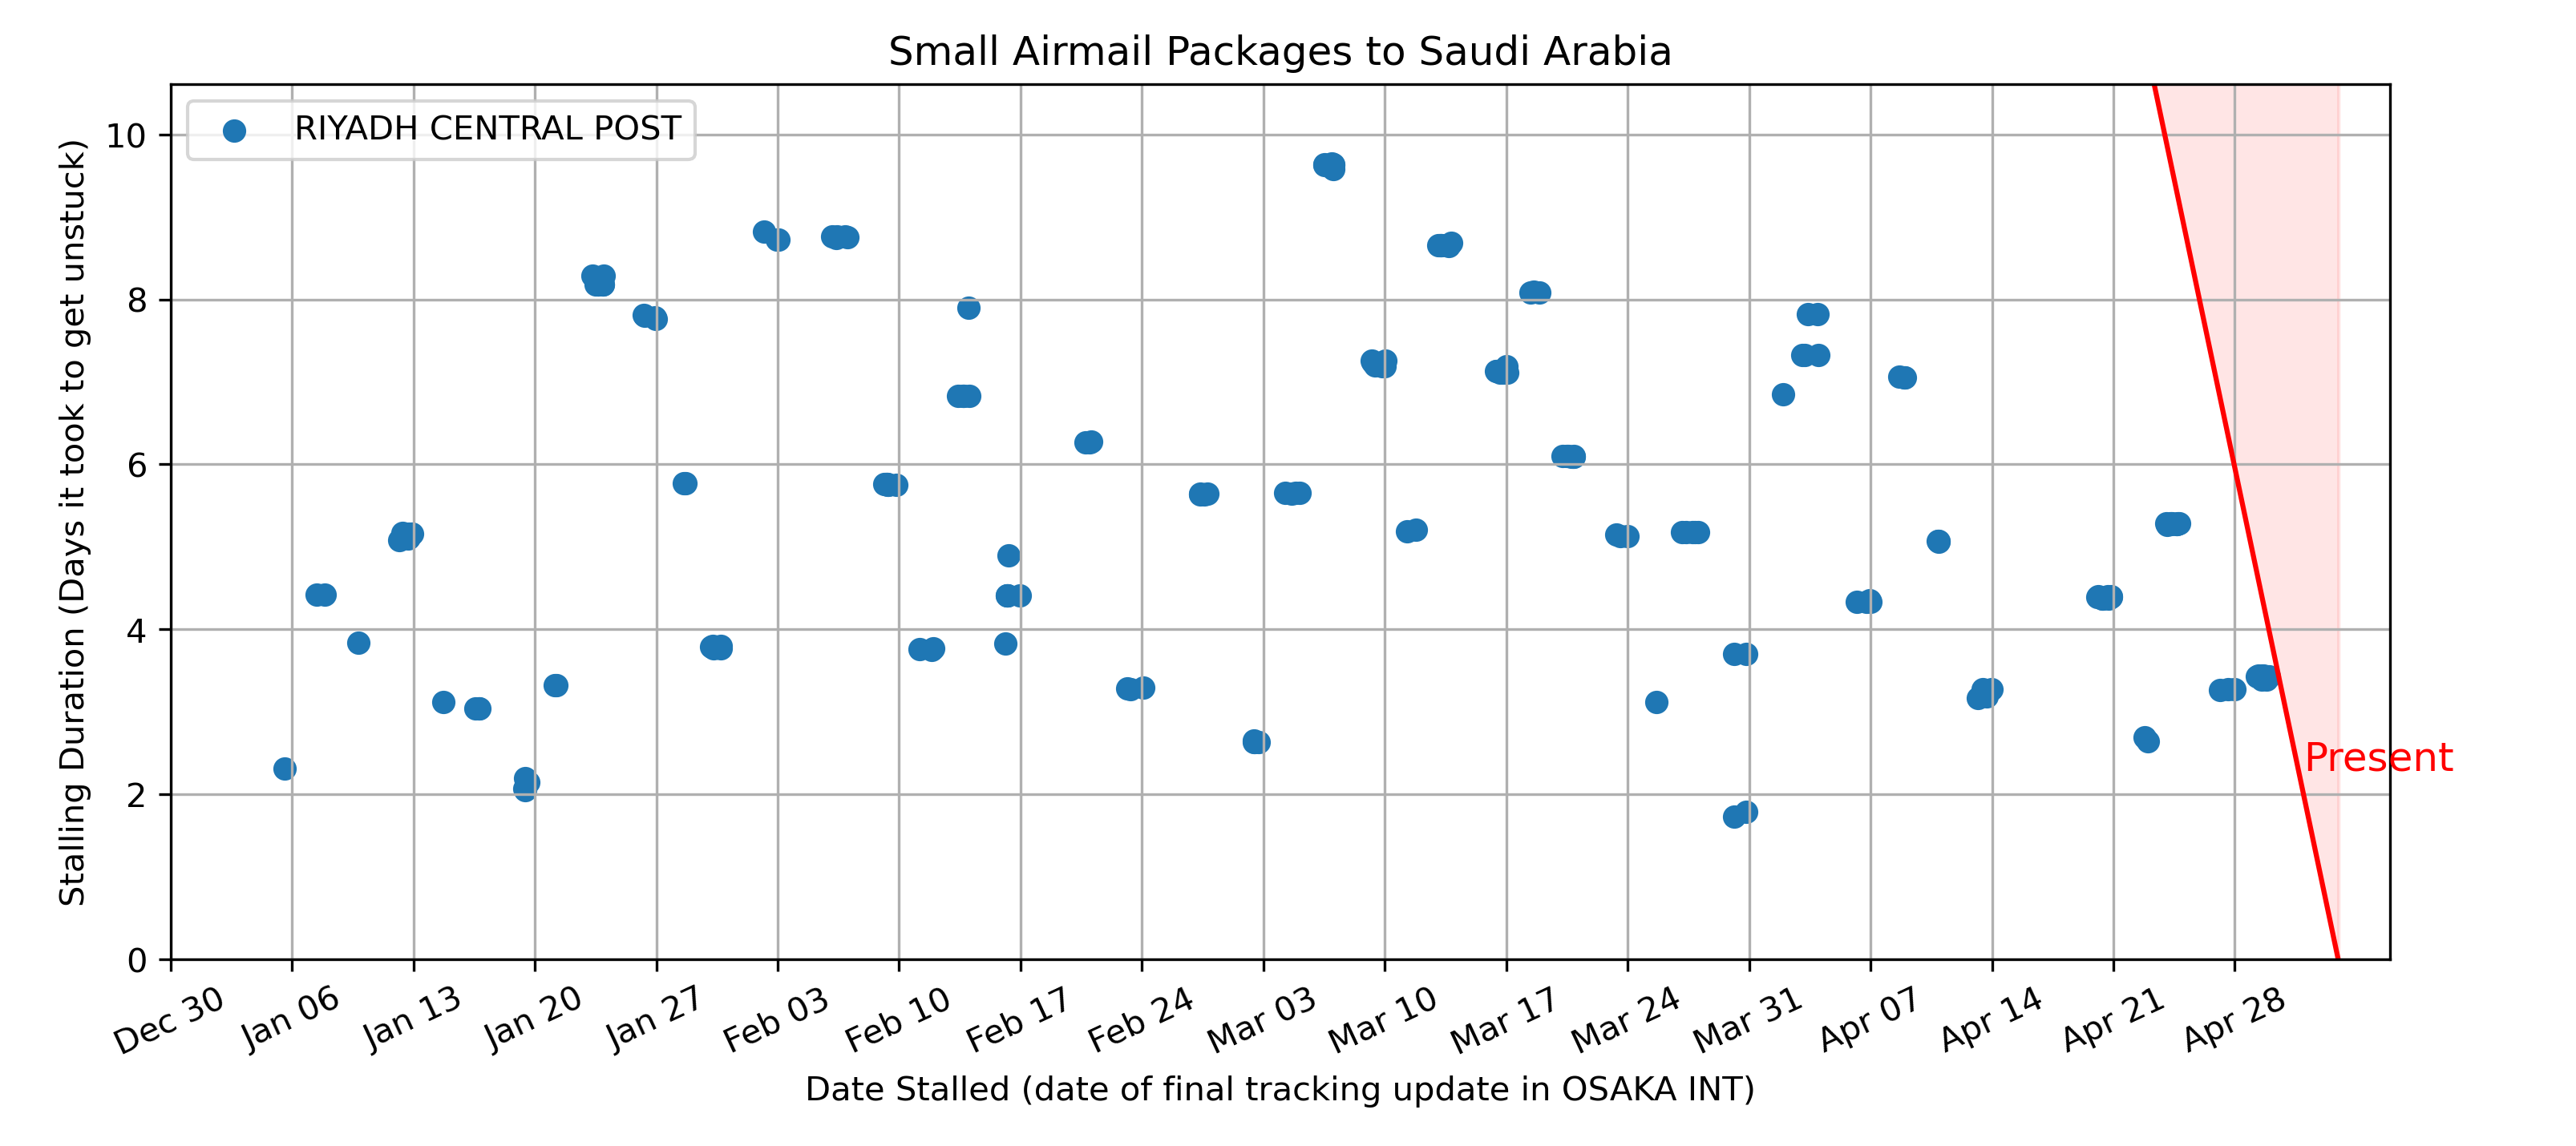 Small Airmail Packages to Saudi Arabia
RIYADH CENTRAL POST
Stalling Duration (Days it took to get unstuck)
10
8
6
4
2
0
Present
Dec 30 Jan 06 Jan 13 Jan 20 Jan 27 Feb 03 Feb 10 Feb 17 Feb 24 Mar 03 Mar 10 Mar 17 Mar 24 Mar 31 Apr 07 Apr 14 Apr 21 Apr 28
Date Stalled (date of final tracking update in OSAKA INT)